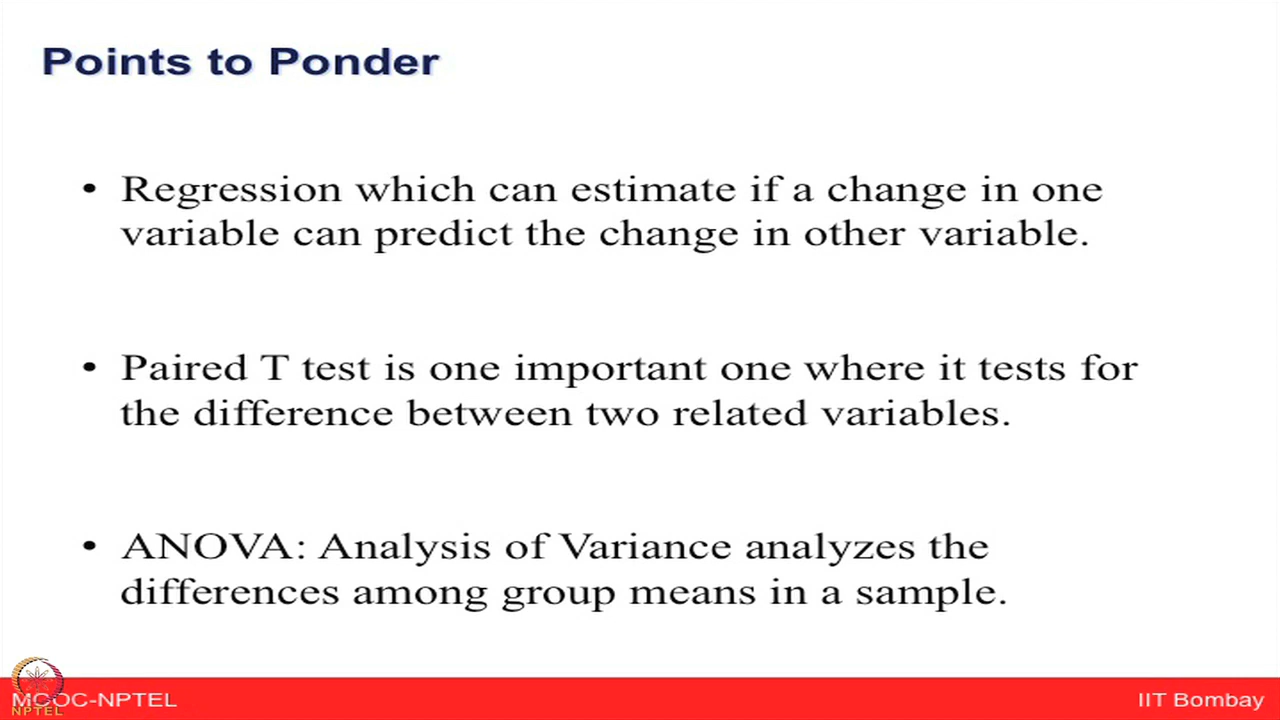 Points to Ponder
• Regression which can estimate if a change in one
variable can predict the change in other variable.
• Paired T test is one important one where it tests for
the difference between two related variables.
• ANOVA: Analysis of Variance analyzes the
differences among group means in a sample.
MCOC-NPTEL
NPTEL
IIT Bombay